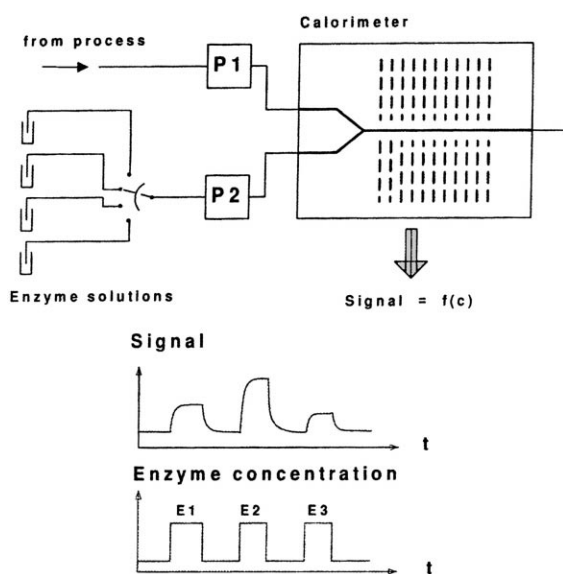 Calorimeter
from process
P1
P2
Enzyme solutions
Signal = f(c)
Signal
t
Enzyme concentration
E1 E2 E3
t